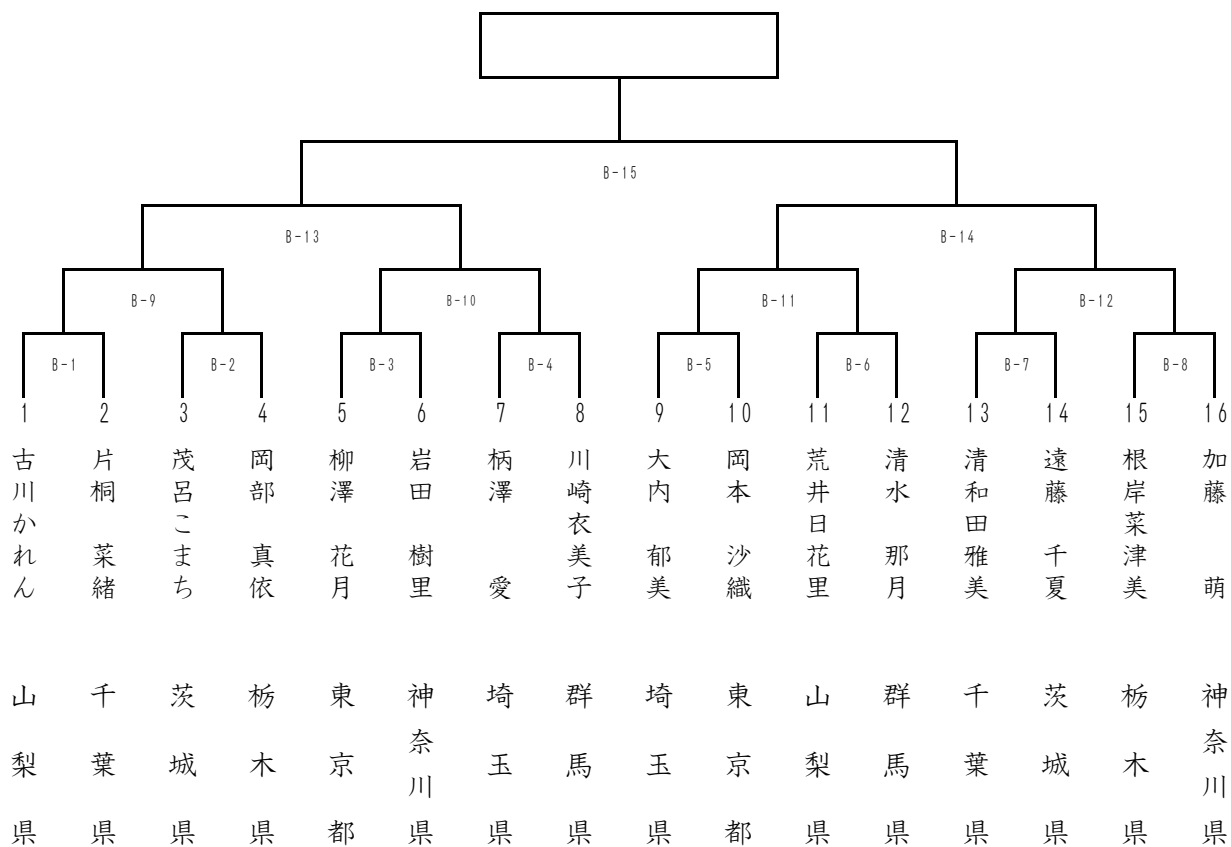 B-15
B-13
B-14
B-9
B-10
B-11
B-12
B-1
B-2
B-3
B-4
B-5
B-6
B-7
B-8
1
2
3
4
5
6
7
8
9
10
11
12
13
14
15
16
古川かれん
片桐 菜緒
茂呂こまち
岡部 真依
柳澤 花月
岩田 樹里
柄澤 愛
川崎衣美子
大内 郁美
岡本 沙織
荒井日花里
清水 那月
清和田雅美
遠藤 千夏
根岸菜津美
加藤 萌
山梨県
千葉県
茨城県
栃木県
東京都
神奈川県
埼玉県
群馬県
埼玉県
東京都
山梨県
群馬県
千葉県
茨城県
栃木県
神奈川県